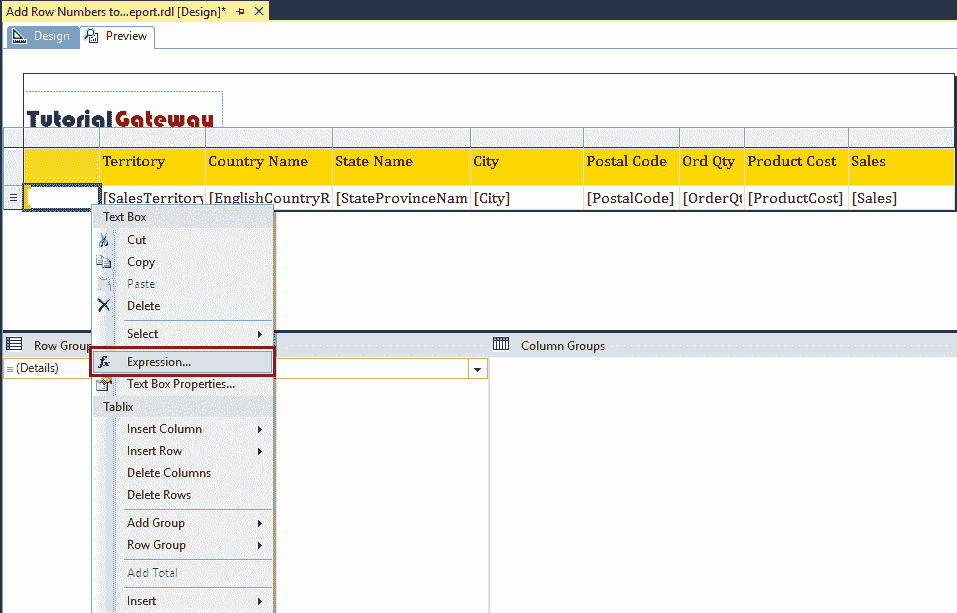 Add Row Numbers to...eport.rdl [Design]*
Design Preview
Tutorial Gateway
Territory Country Name State Name City Postal Code Ord Qty Product Cost Sales
[SalesTerritory [EnglishCountryR [StateProvinceNam [City] [PostalCode] [OrderQt [ProductCost] [Sales]
Text Box
Cut
Copy
Paste
Delete
Select
Row Group Column Groups
fx Expression...
(Details)
Text Box Properties...
Tablix
Insert Column
Insert Row
Delete Columns
Delete Rows
Add Group
Row Group
Add Total
Insert